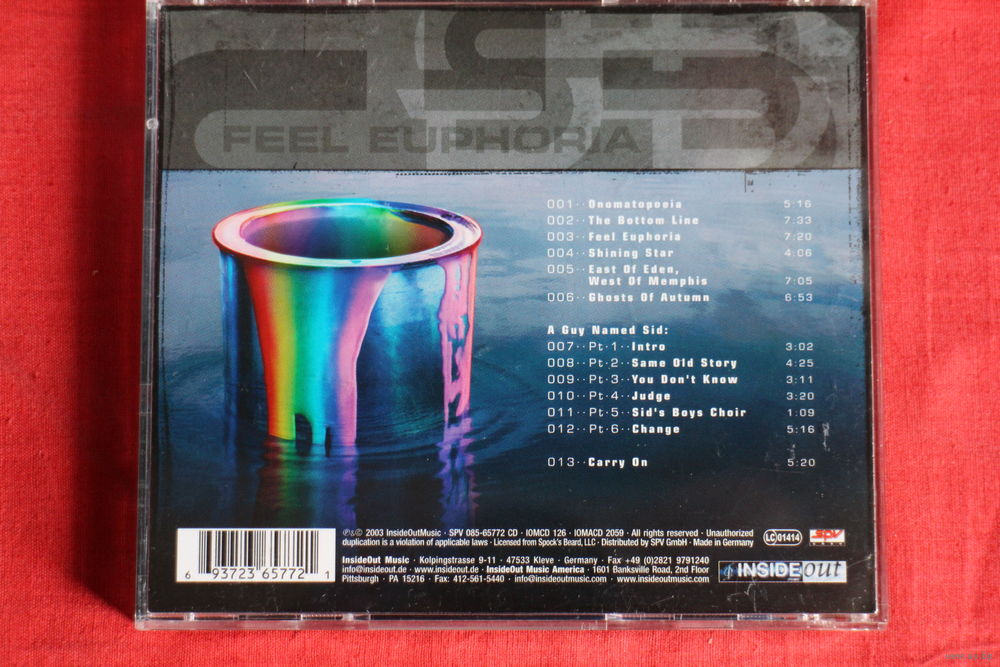 FEEL EUPHORIA
001·· Onomatopoeia 5:16
002·· The Bottom Line 7:33
003·· Feel Euphoria 7:20
004·· Shining Star 4:06
005·· East Of Eden,
West Of Memphis 7:05
006·· Ghosts Of Autumn 6:53
A Guy Named Sid:
007··Pt·1··Intro 3:02
008··Pt·2··Same Old Story 4:25
009··Pt·3··You Don't Know 3:11
010··Pt·4··Judge 3:20
011··Pt·5··Sid's Boys Choir 1:09
012··Pt·6··Change 5:16
013··Carry On 5:20
℗&© 2003 InsideOutMusic · SPV 085-65772 CD · IOMCD 126 · IOMACD 2059 · All rights reserved · Unauthorized
duplication is a violation of applicable laws · Licensed from Spock's Beard, LLC · Distributed by SPV GmbH · Made in Germany
LC 01414
SPV
InsideOut Music · Kolpingstrasse 9-11 · 47533 Kleve · Germany · Fax +49 (0)2821 9791240
info@insideout.de · www.insideout.de · InsideOut Music America · 1601 Banksville Road, 2nd Floor
Pittsburgh · PA 15216 · Fax: 412-561-5440 · info@insideoutmusic.com · www.insideoutmusic.com
INSIDE out
6 93723 65772 1